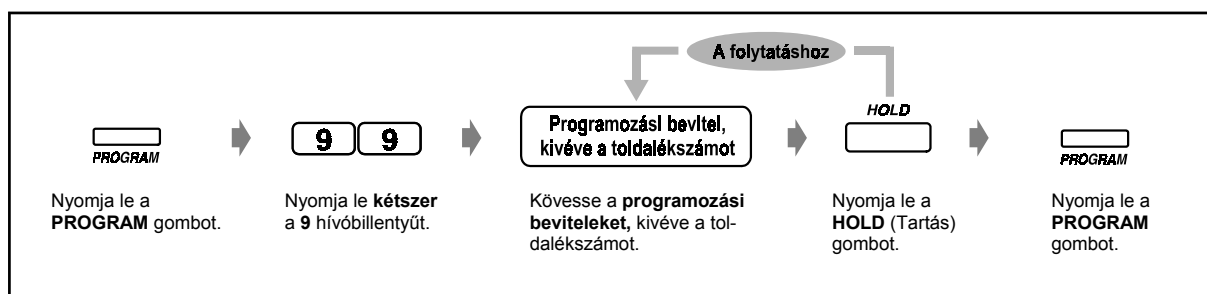 A folytatáshoz
PROGRAM
9 9
Programozási bevitel,
kivéve a toldalékszámot
HOLD
PROGRAM
Nyomja le a
PROGRAM gombot.
Nyomja le kétszer
a 9 hívóbillentyűt.
Kövesse a programozási
beviteleket, kivéve a tol-
dalékszámot.
Nyomja le a
HOLD (Tartás)
gombot.
Nyomja le a
PROGRAM
gombot.